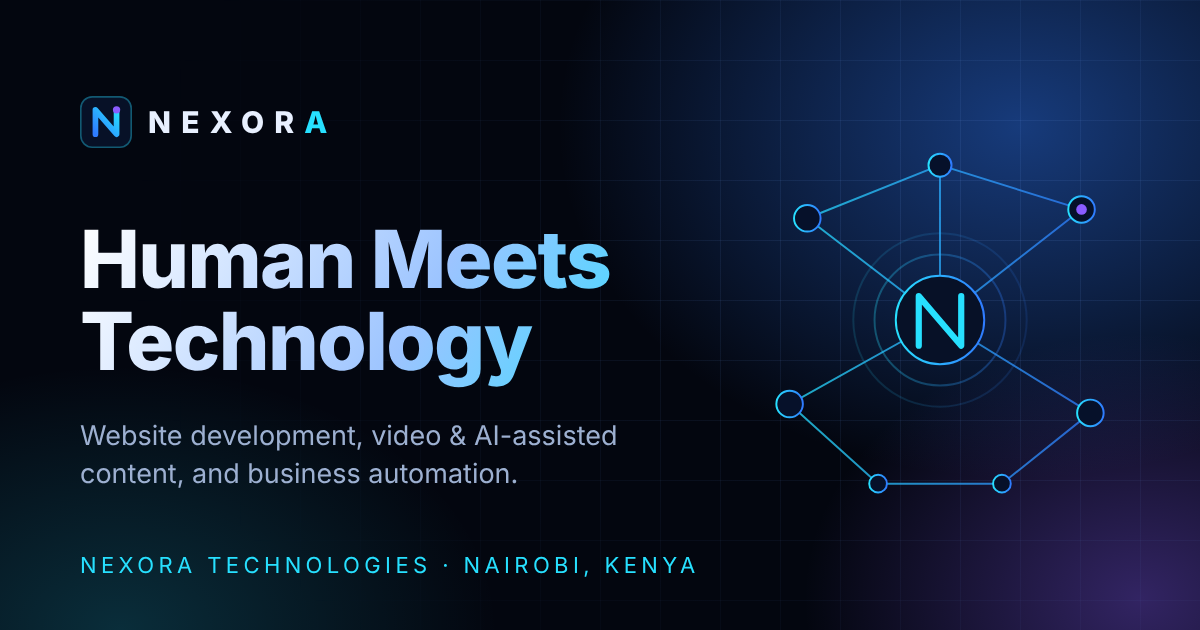 N NEXORA
Human Meets
Technology
N
Website development, video & AI-assisted
content, and business automation.
NEXORA TECHNOLOGIES · NAIROBI, KENYA